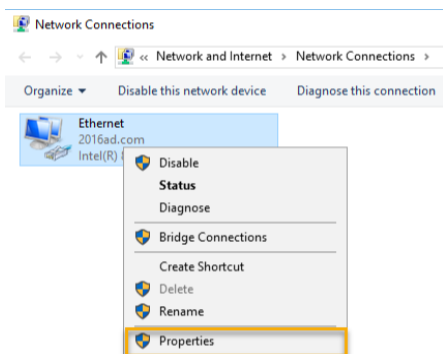 Network Connections
« Network and Internet › Network Connections ›
Organize Disable this network device Diagnose this connection
Ethernet
2016ad.com
Intel(R)
Disable
Status
Diagnose
Bridge Connections
Create Shortcut
Delete
Rename
Properties